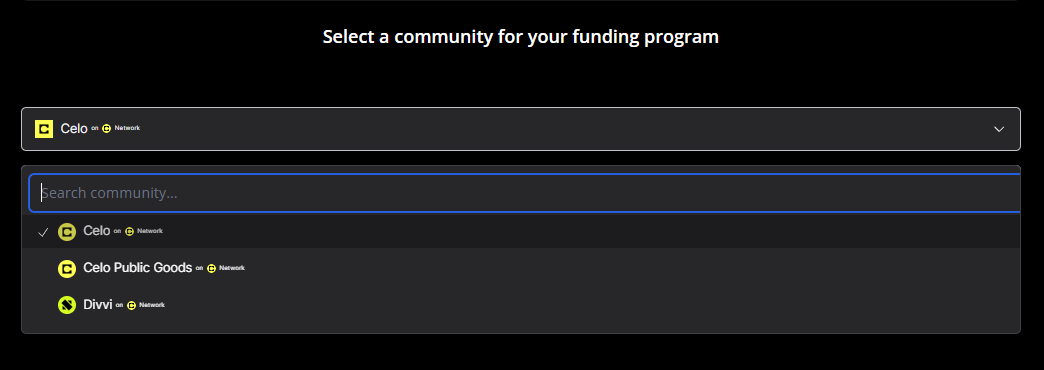 Select a community for your funding program
Celo on Network
Search community...
Celo on Network
Celo Public Goods on Network
Divvi on Network